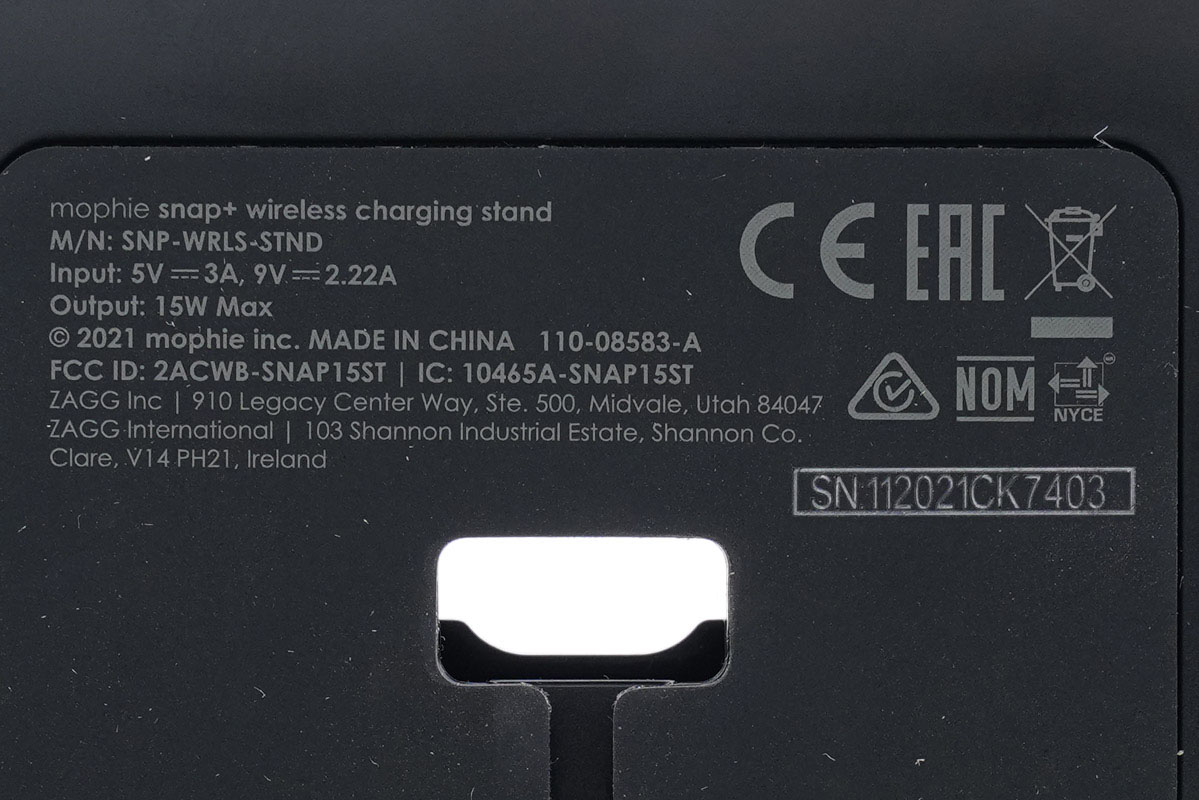 mophie snap+ wireless charging stand
M/N: SNP-WRLS-STND
Input: 5V⎓3A, 9V⎓2.22A
Output: 15W Max
© 2021 mophie inc. MADE IN CHINA 110-08583-A
FCC ID: 2ACWB-SNAP15ST | IC: 10465A-SNAP15ST
ZAGG Inc | 910 Legacy Center Way, Ste. 500, Midvale, Utah 84047
ZAGG International | 103 Shannon Industrial Estate, Shannon Co.
Clare, V14 PH21, Ireland
CE EAC
NOM NYCE
SN.112021CK7403